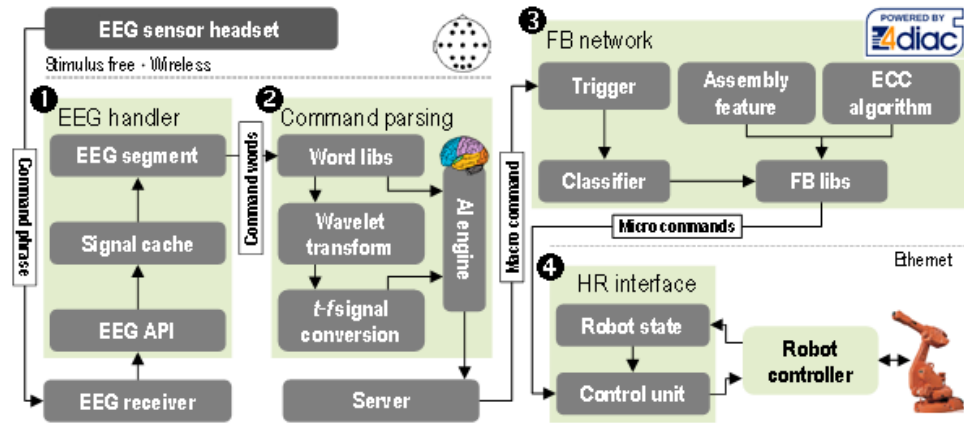 EEG sensor headset
Stimulus free · Wireless
1
EEG handler
EEG segment
Signal cache
EEG API
EEG receiver
Command phrase
Command words
2
Command parsing
Word libs
Wavelet
transform
t-f signal
conversion
AI engine
Server
Macro command
3
FB network
POWERED BY
4diac
Trigger
Assembly
feature
ECC
algorithm
Classifier
FB libs
Micro commands
Ethernet
4
HR interface
Robot state
Control unit
Robot
controller